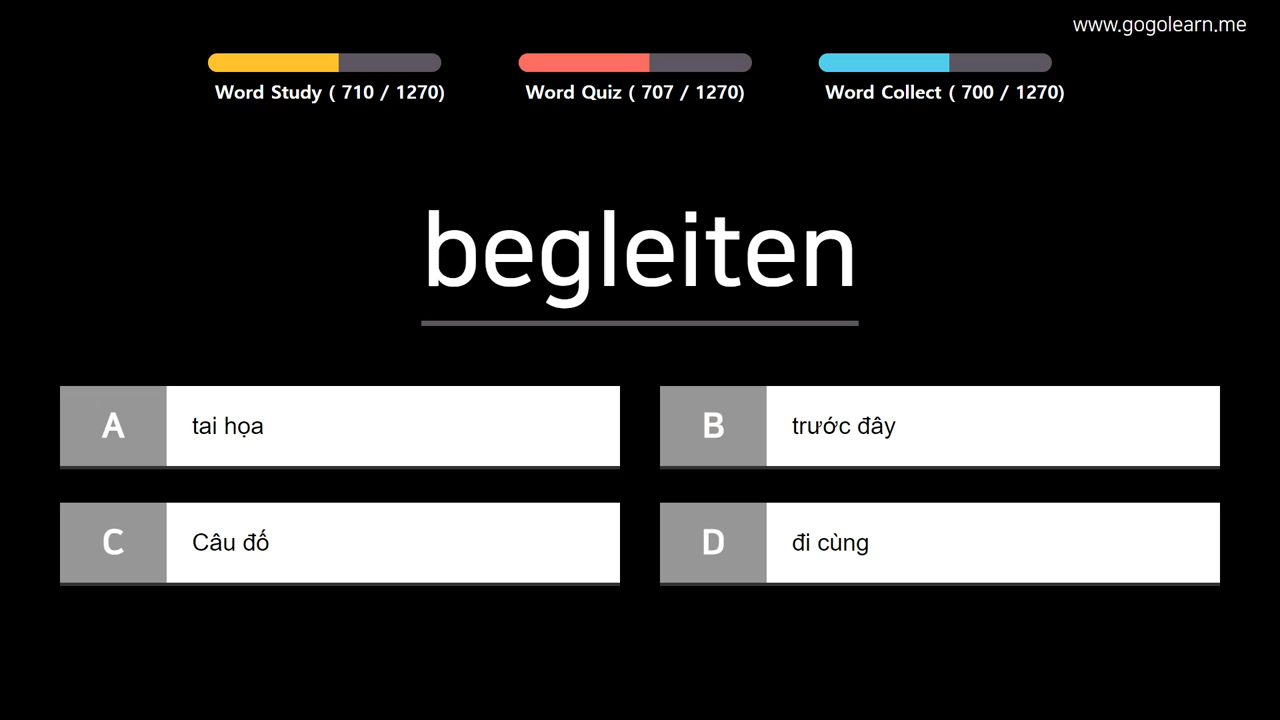 www.gogolearn.me
Word Study ( 710 / 1270)
Word Quiz ( 707 / 1270)
Word Collect ( 700 / 1270)
begleiten
A tai họa
B trước đây
C Câu đố
D đi cùng